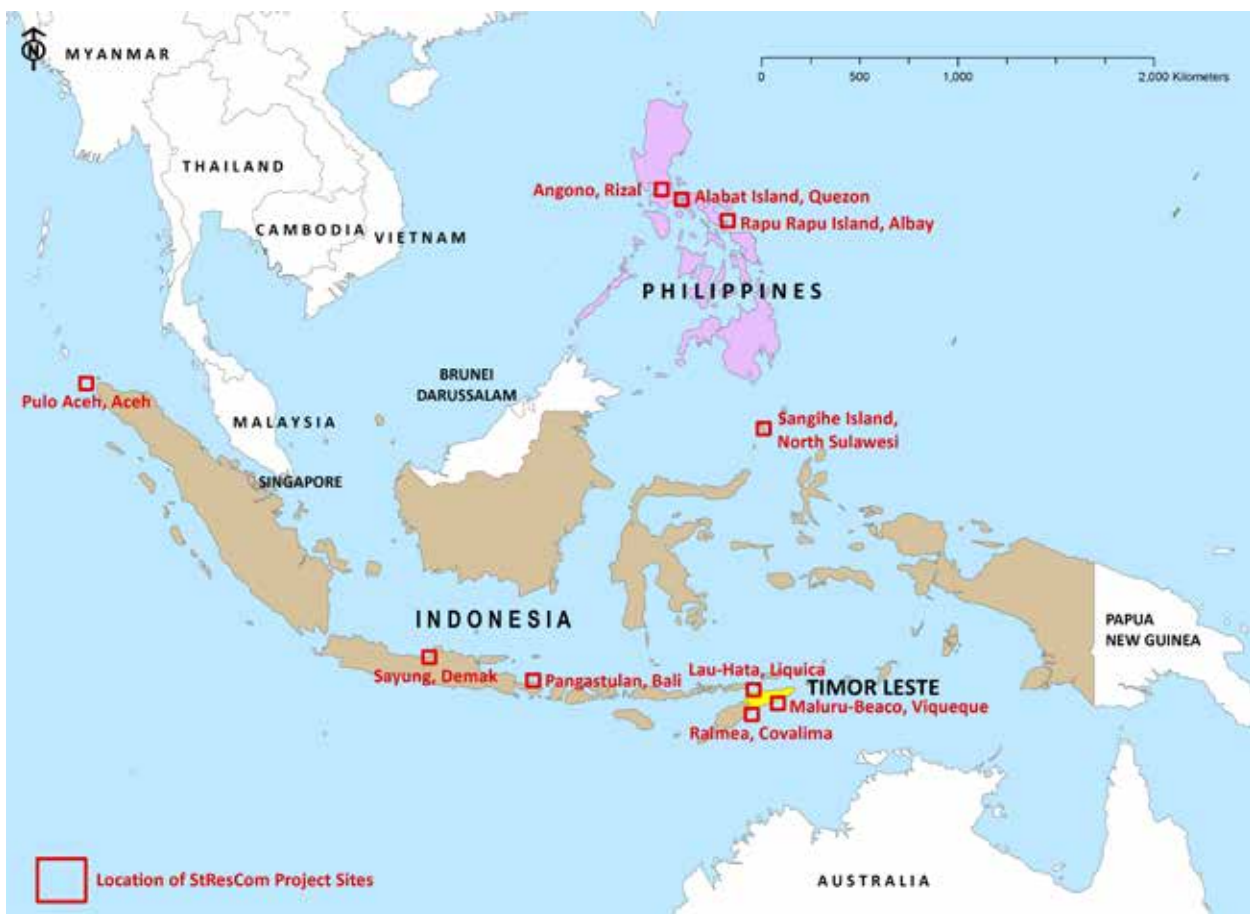 N
MYANMAR
0 500 1,000 2,000 Kilometers
THAILAND
Angono, Rizal
Alabat Island, Quezon
CAMBODIA
VIETNAM
Rapu Rapu Island, Albay
PHILIPPINES
BRUNEI
DARUSSALAM
Pulo Aceh, Aceh
MALAYSIA
Sangihe Island,
North Sulawesi
SINGAPORE
INDONESIA
PAPUA
NEW GUINEA
Sayung, Demak
Pangastulan, Bali
Lau-Hata, Liquica
TIMOR LESTE
Maluru-Beaco, Viqueque
Ralmea, Covalima
Location of StResCom Project Sites
AUSTRALIA